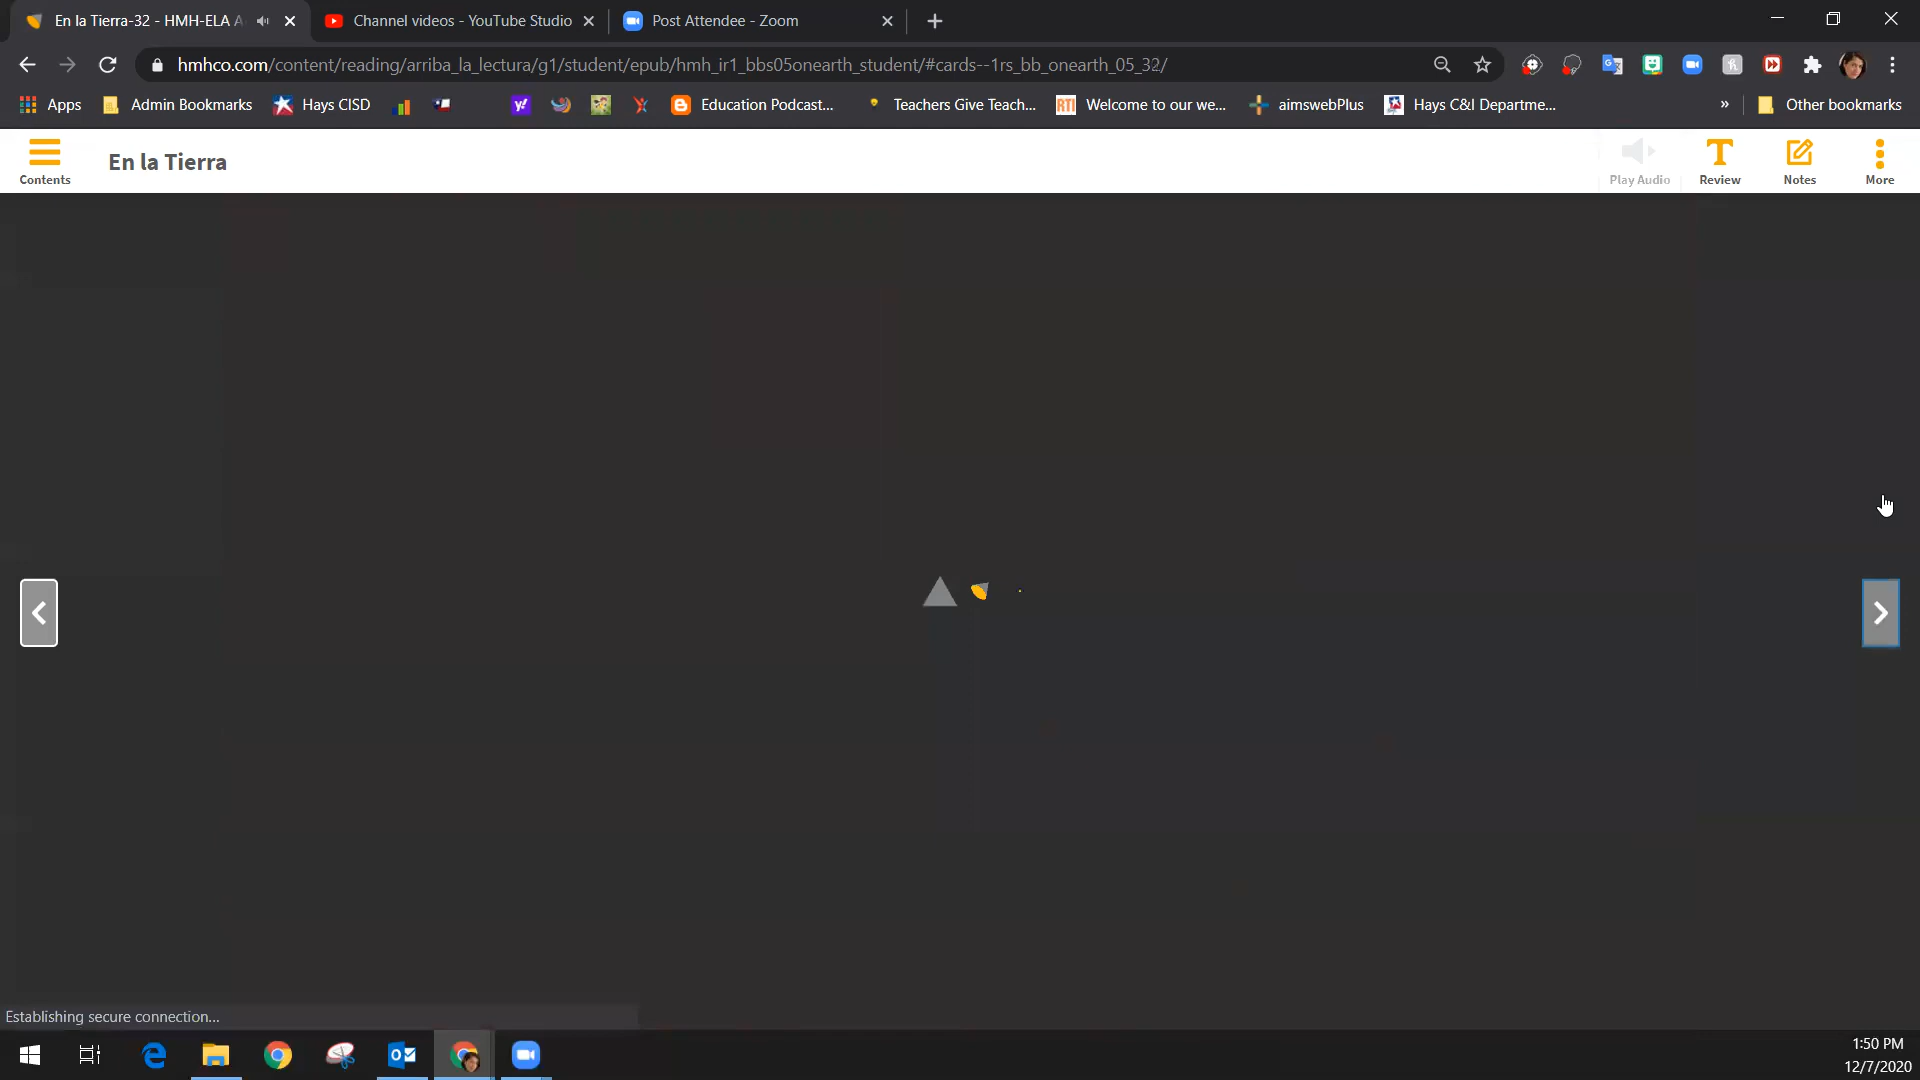 En la Tierra-32 - HMH-ELA A
Channel videos - YouTube Studio
Post Attendee - Zoom
hmhco.com/content/reading/arriba_la_lectura/g1/student/epub/hmh_ir1_bbs05onearth_student/#cards--1rs_bb_onearth_05_32/
Apps
Admin Bookmarks
Hays CISD
Education Podcast...
Teachers Give Teach...
RTI
Welcome to our we...
aimswebPlus
Hays C&I Departme...
»
Other bookmarks
Contents
En la Tierra
Play Audio
Review
Notes
More
Establishing secure connection...
1:50 PM
12/7/2020